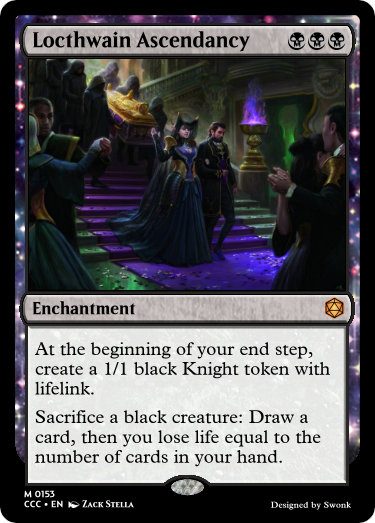 Locthwain Ascendancy
Enchantment
At the beginning of your end step,
create a 1/1 black Knight token with
lifelink.
Sacrifice a black creature: Draw a
card, then you lose life equal to the
number of cards in your hand.
M 0153
CCC • EN Zack Stella
Designed by Swonk